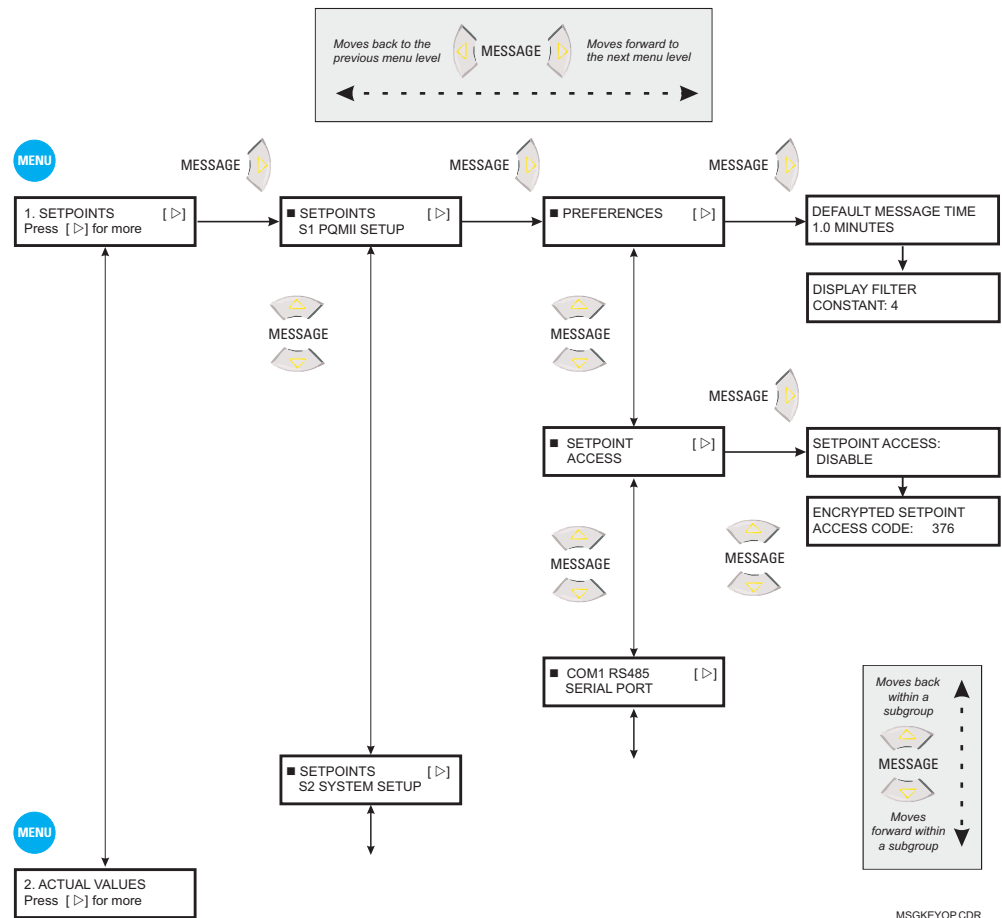 Moves back to the
previous menu level
MESSAGE
Moves forward to
the next menu level
MENU
MESSAGE
MESSAGE
MESSAGE
1. SETPOINTS [ ▷]
Press [ ▷] for more
■ SETPOINTS [ ▷]
S1 PQMII SETUP
■ PREFERENCES [ ▷]
DEFAULT MESSAGE TIME
1.0 MINUTES
DISPLAY FILTER
CONSTANT: 4
MESSAGE
MESSAGE
MESSAGE
■ SETPOINT [ ▷]
ACCESS
SETPOINT ACCESS:
DISABLE
ENCRYPTED SETPOINT
ACCESS CODE: 376
MESSAGE
MESSAGE
■ COM1 RS485 [ ▷]
SERIAL PORT
Moves back
within a
subgroup
MESSAGE
Moves
forward within
a subgroup
■ SETPOINTS [ ▷]
S2 SYSTEM SETUP
MENU
2. ACTUAL VALUES
Press [ ▷] for more
MSGKEYOP.CDR